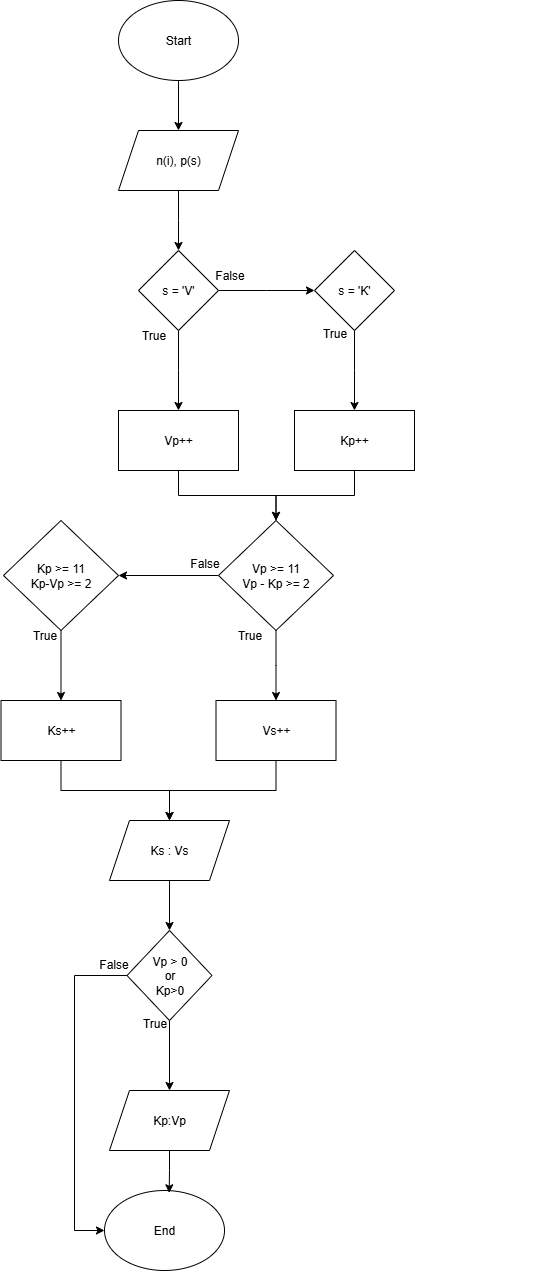 Start
n(i), p(s)
s = 'V'
False
s = 'K'
True
True
Vp++
Kp++
Kp >= 11
Kp-Vp >= 2
False
Vp >= 11
Vp - Kp >= 2
True
True
Ks++
Vs++
Ks : Vs
False
Vp > 0
or
Kp>0
True
Kp:Vp
End